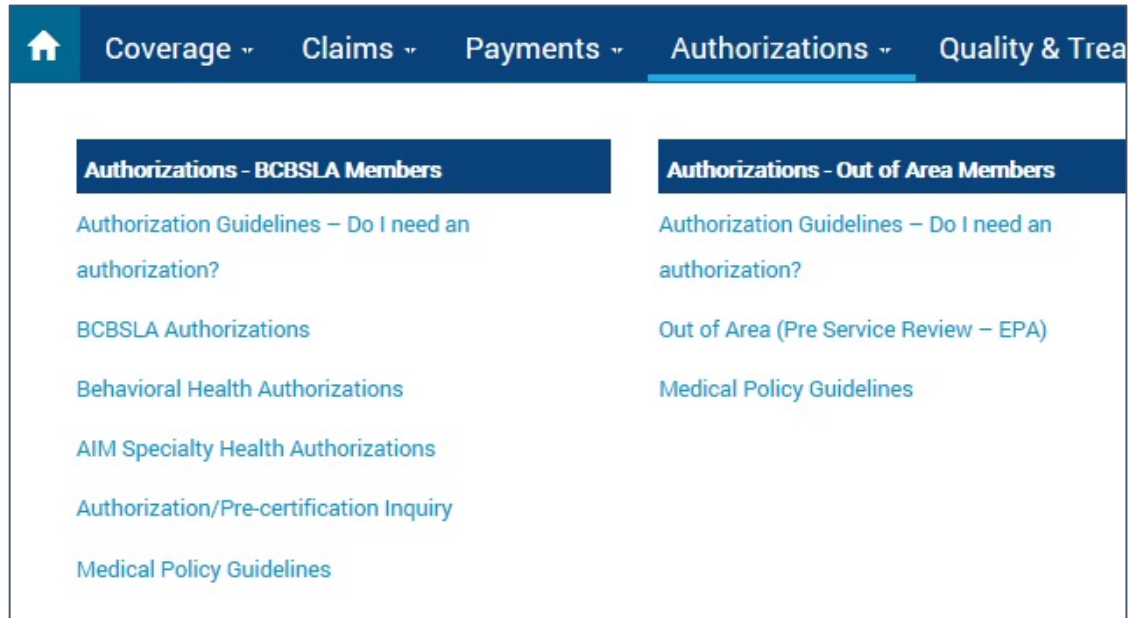 Coverage Claims Payments Authorizations Quality & Trea
Authorizations - BCBSLA Members
Authorization Guidelines – Do I need an
authorization?
BCBSLA Authorizations
Behavioral Health Authorizations
AIM Specialty Health Authorizations
Authorization/Pre-certification Inquiry
Medical Policy Guidelines
Authorizations - Out of Area Members
Authorization Guidelines – Do I need an
authorization?
Out of Area (Pre Service Review – EPA)
Medical Policy Guidelines